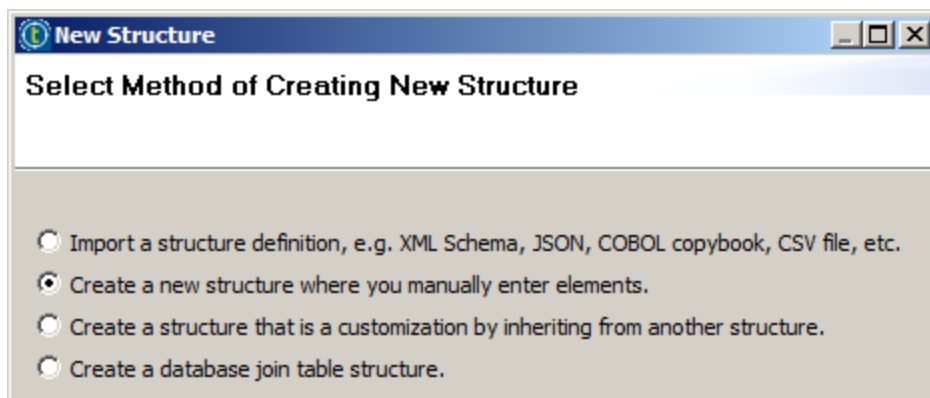 New Structure
Select Method of Creating New Structure
Import a structure definition, e.g. XML Schema, JSON, COBOL copybook, CSV file, etc.
Create a new structure where you manually enter elements.
Create a structure that is a customization by inheriting from another structure.
Create a database join table structure.